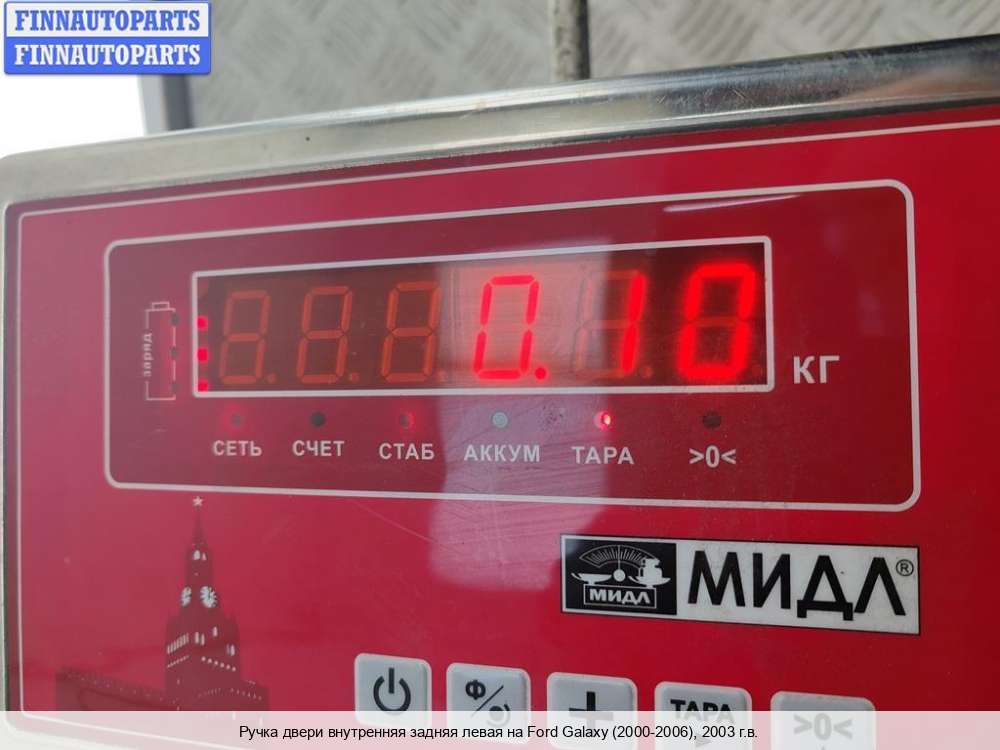 FINNAUTOPARTS
FINNAUTOPARTS
заряд
0.10 КГ
СЕТЬ СЧЕТ СТАБ АККУМ ТАРА >0<
МИДЛ МИДЛ®
Ф/
+
ТАРА
>0<
Ручка двери внутренняя задняя левая на Ford Galaxy (2000-2006), 2003 г.в.